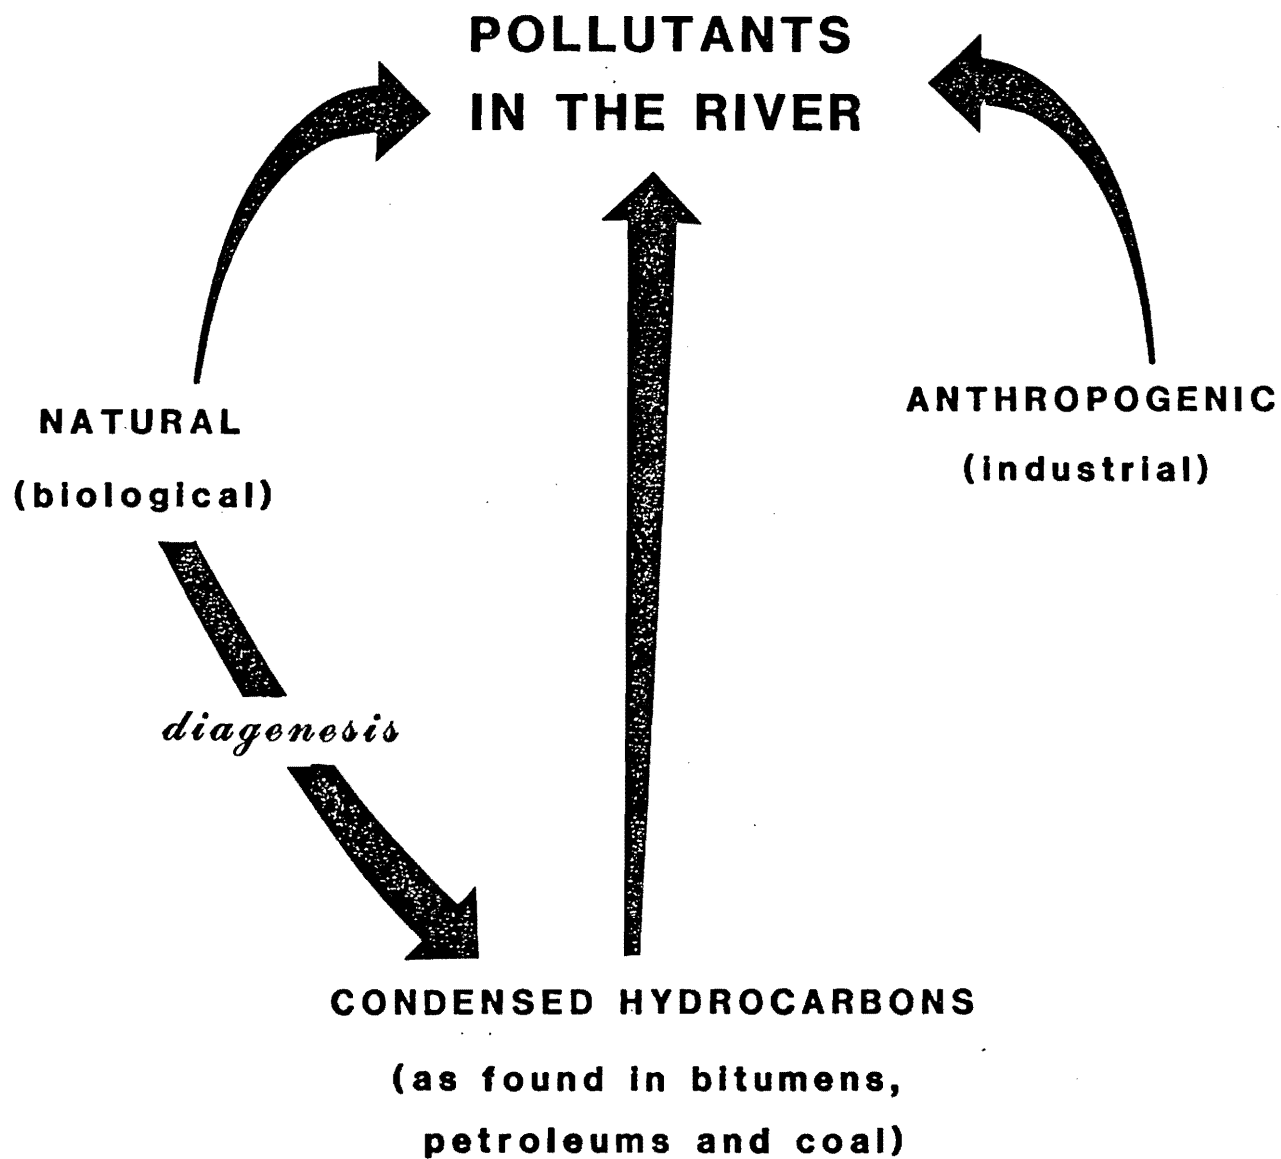 POLLUTANTS
IN THE RIVER
NATURAL
(biological)
ANTHROPOGENIC
(industrial)
diagenesis
CONDENSED HYDROCARBONS
(as found in bitumens,
petroleums and coal)